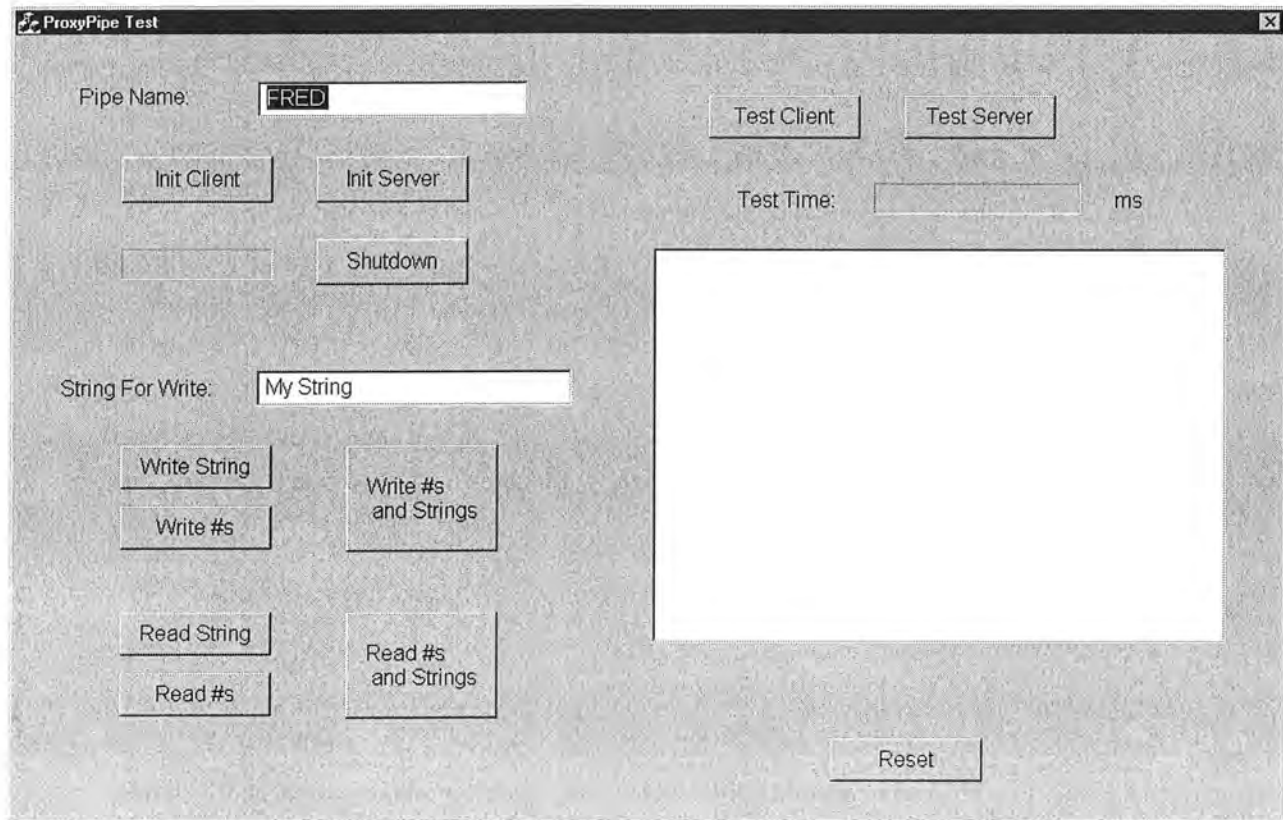 ProxyPipe Test
Pipe Name:
FRED
Init Client
Init Server
Shutdown
String For Write:
My String
Write String
Write #s
Write #s
and Strings
Read String
Read #s
Read #s
and Strings
Test Client
Test Server
Test Time:
ms
Reset